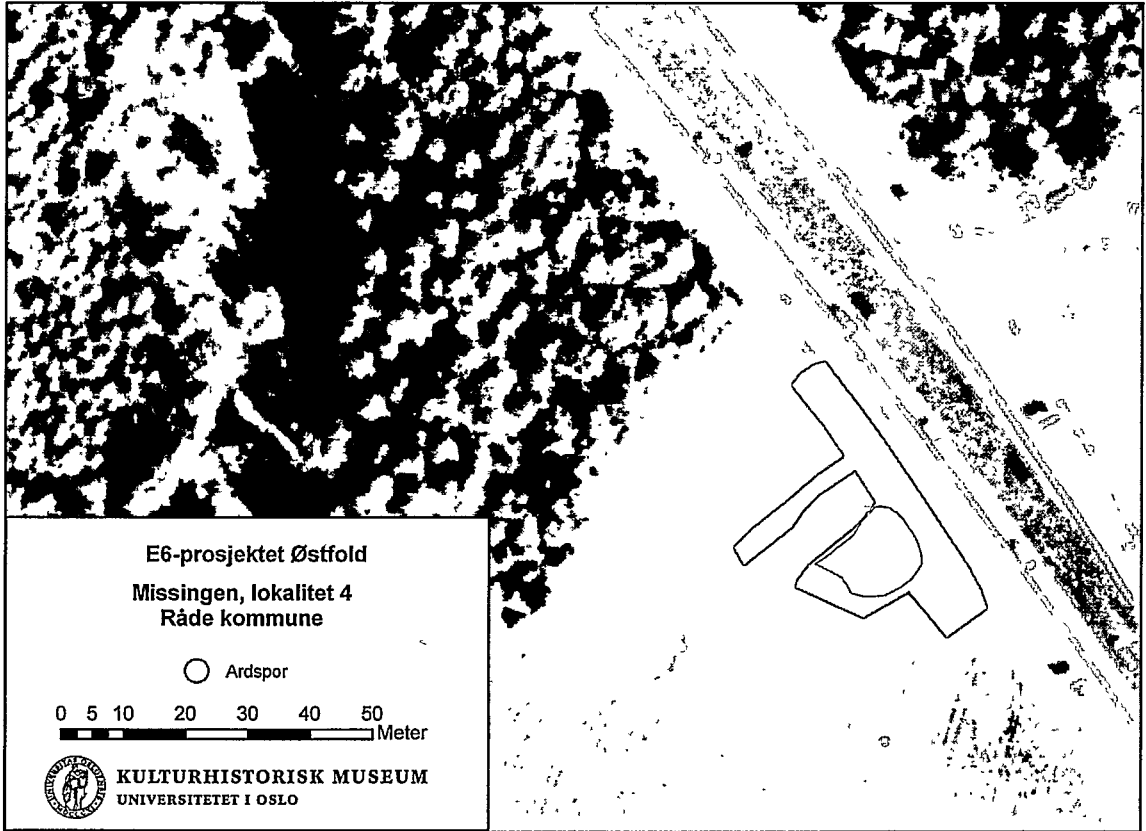 E6-prosjektet Østfold
Missingen, lokalitet 4
Råde kommune
Ardspor
0 5 10 20 30 40 50
Meter
KULTURHISTORISK MUSEUM
UNIVERSITETET I OSLO